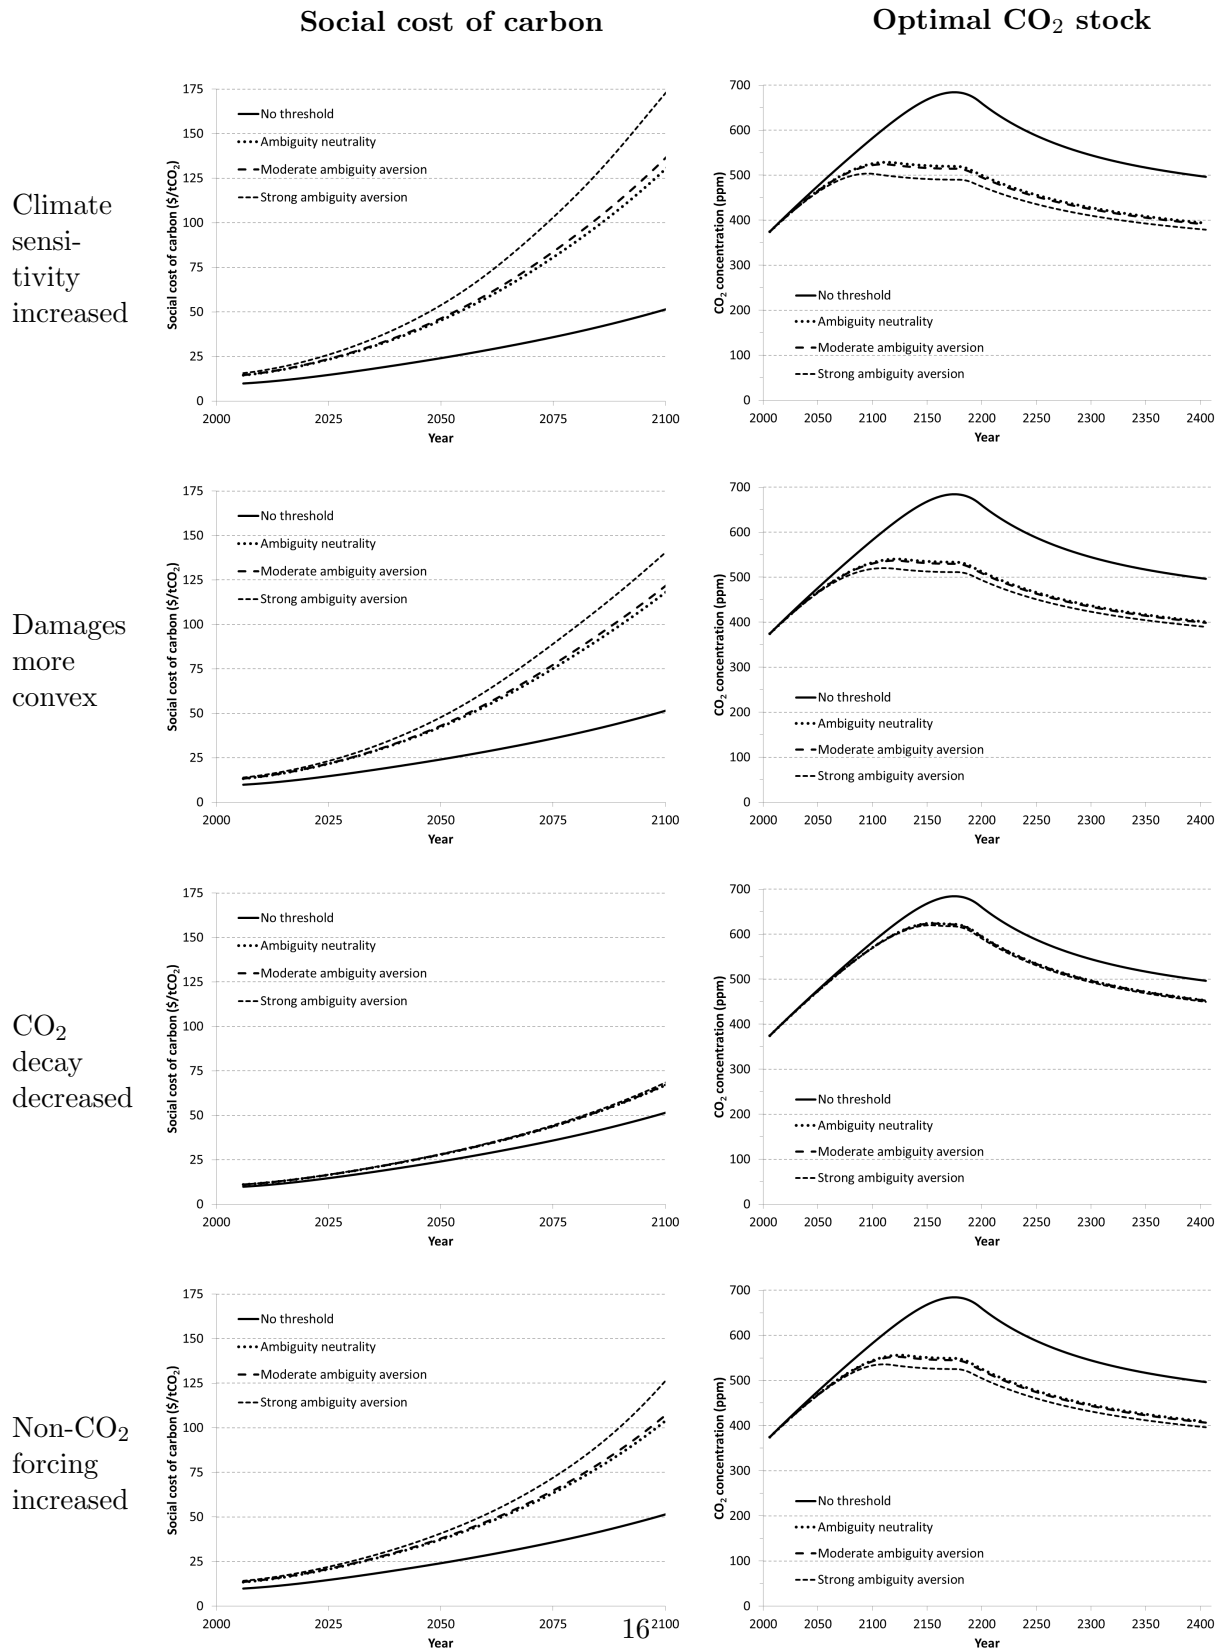 Social cost of carbon
Optimal CO₂ stock
Climate
sensi-
tivity
increased
Social cost of carbon ($/tCO₂)
175
150
125
100
75
50
25
0
No threshold
Ambiguity neutrality
Moderate ambiguity aversion
Strong ambiguity aversion
2000 2025 2050 2075 2100
Year
CO₂ concentration (ppm)
700
600
500
400
300
200
100
0
No threshold
Ambiguity neutrality
Moderate ambiguity aversion
Strong ambiguity aversion
2000 2050 2100 2150 2200 2250 2300 2350 2400
Year
Damages
more
convex
Social cost of carbon ($/tCO₂)
175
150
125
100
75
50
25
0
No threshold
Ambiguity neutrality
Moderate ambiguity aversion
Strong ambiguity aversion
2000 2025 2050 2075 2100
Year
CO₂ concentration (ppm)
700
600
500
400
300
200
100
0
No threshold
Ambiguity neutrality
Moderate ambiguity aversion
Strong ambiguity aversion
2000 2050 2100 2150 2200 2250 2300 2350 2400
Year
CO₂
decay
decreased
Social cost of carbon ($/tCO₂)
175
150
125
100
75
50
25
0
No threshold
Ambiguity neutrality
Moderate ambiguity aversion
Strong ambiguity aversion
2000 2025 2050 2075 2100
Year
CO₂ concentration (ppm)
700
600
500
400
300
200
100
0
No threshold
Ambiguity neutrality
Moderate ambiguity aversion
Strong ambiguity aversion
2000 2050 2100 2150 2200 2250 2300 2350 2400
Year
Non-CO₂
forcing
increased
Social cost of carbon ($/tCO₂)
175
150
125
100
75
50
25
0
No threshold
Ambiguity neutrality
Moderate ambiguity aversion
Strong ambiguity aversion
2000 2025 2050 2075 2100
Year
CO₂ concentration (ppm)
700
600
500
400
300
200
100
0
No threshold
Ambiguity neutrality
Moderate ambiguity aversion
Strong ambiguity aversion
2000 2050 2100 2150 2200 2250 2300 2350 2400
Year
16